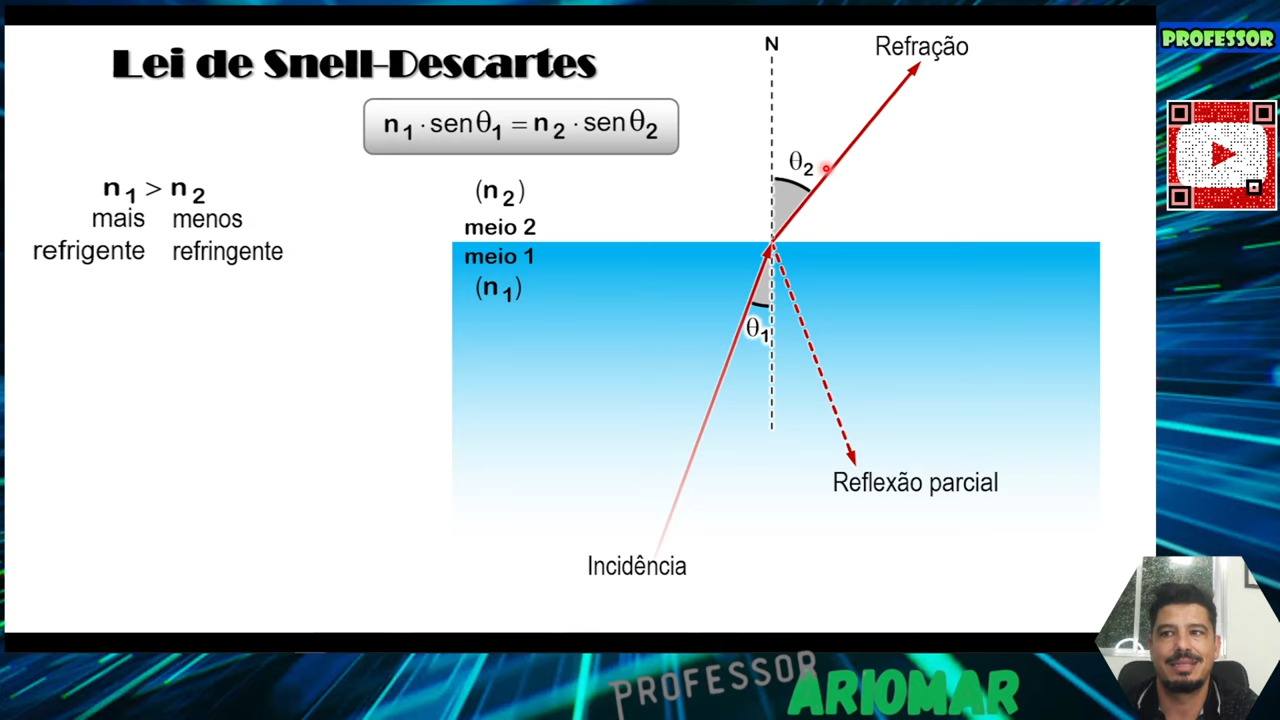 Lei de Snell-Descartes
n₁ · senθ₁ = n₂ · senθ₂
n₁ > n₂
mais menos
refrigente refringente
(n₂)
meio 2
meio 1
(n₁)
N
Refração
θ₂
θ₁
Reflexão parcial
Incidência
PROFESSOR
PROFESSOR
ARIOMAR